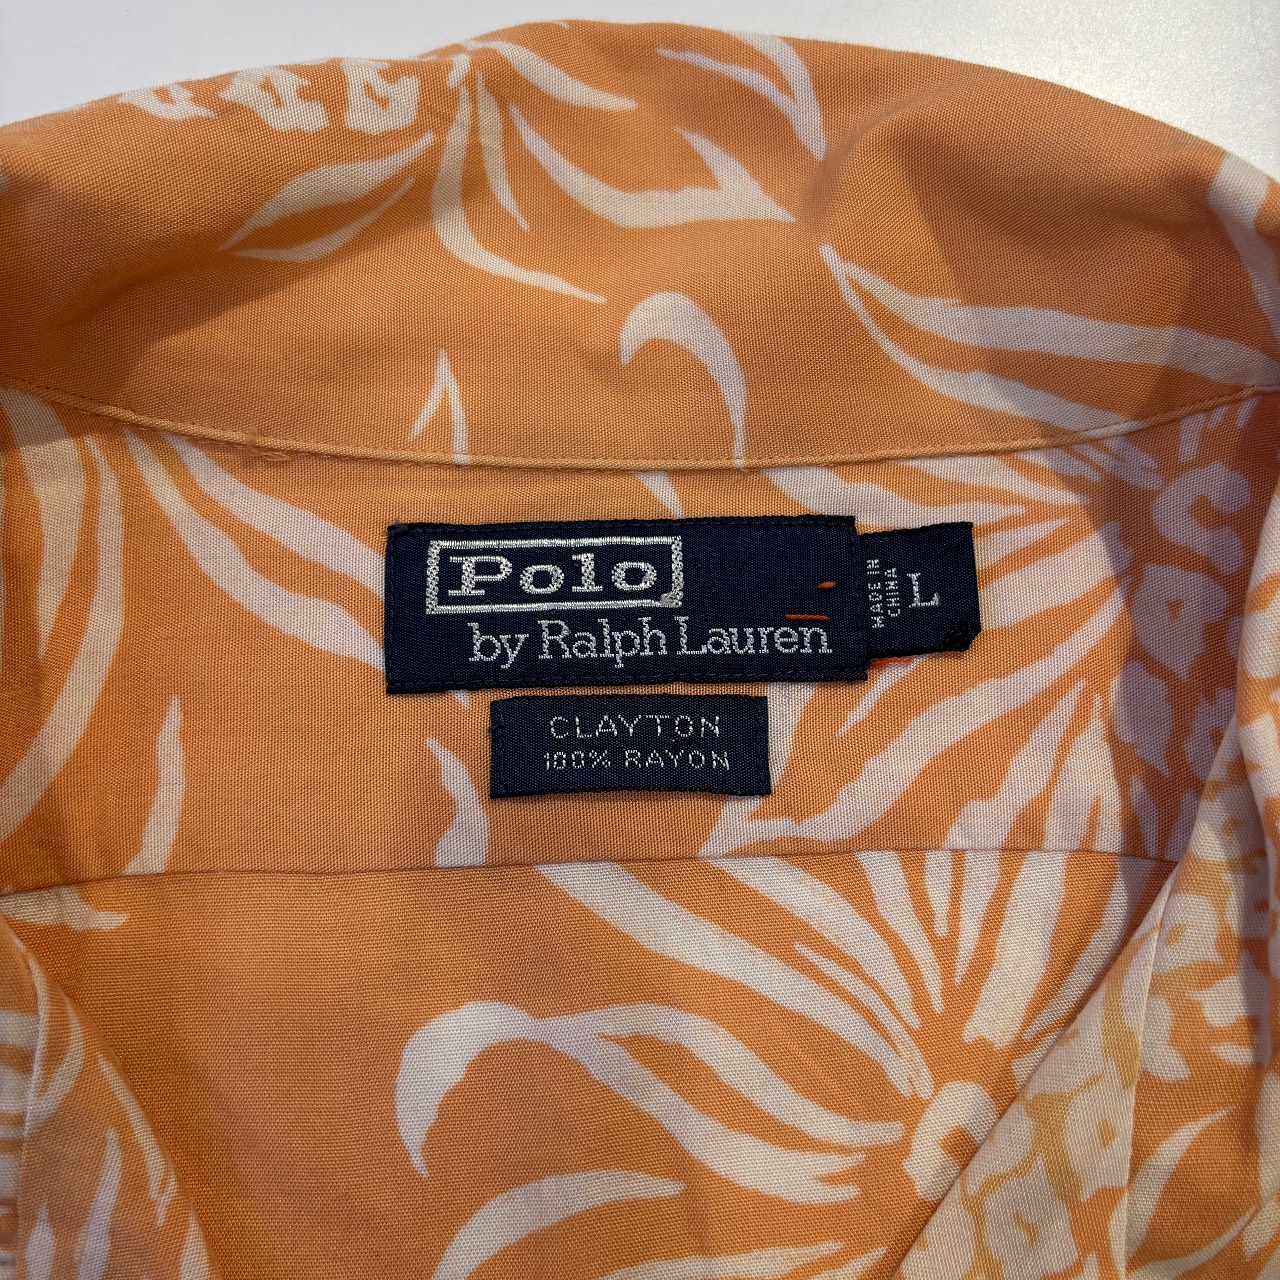 Polo
by Ralph Lauren
MADE IN
CHINA
L
CLAYTON
100% RAYON